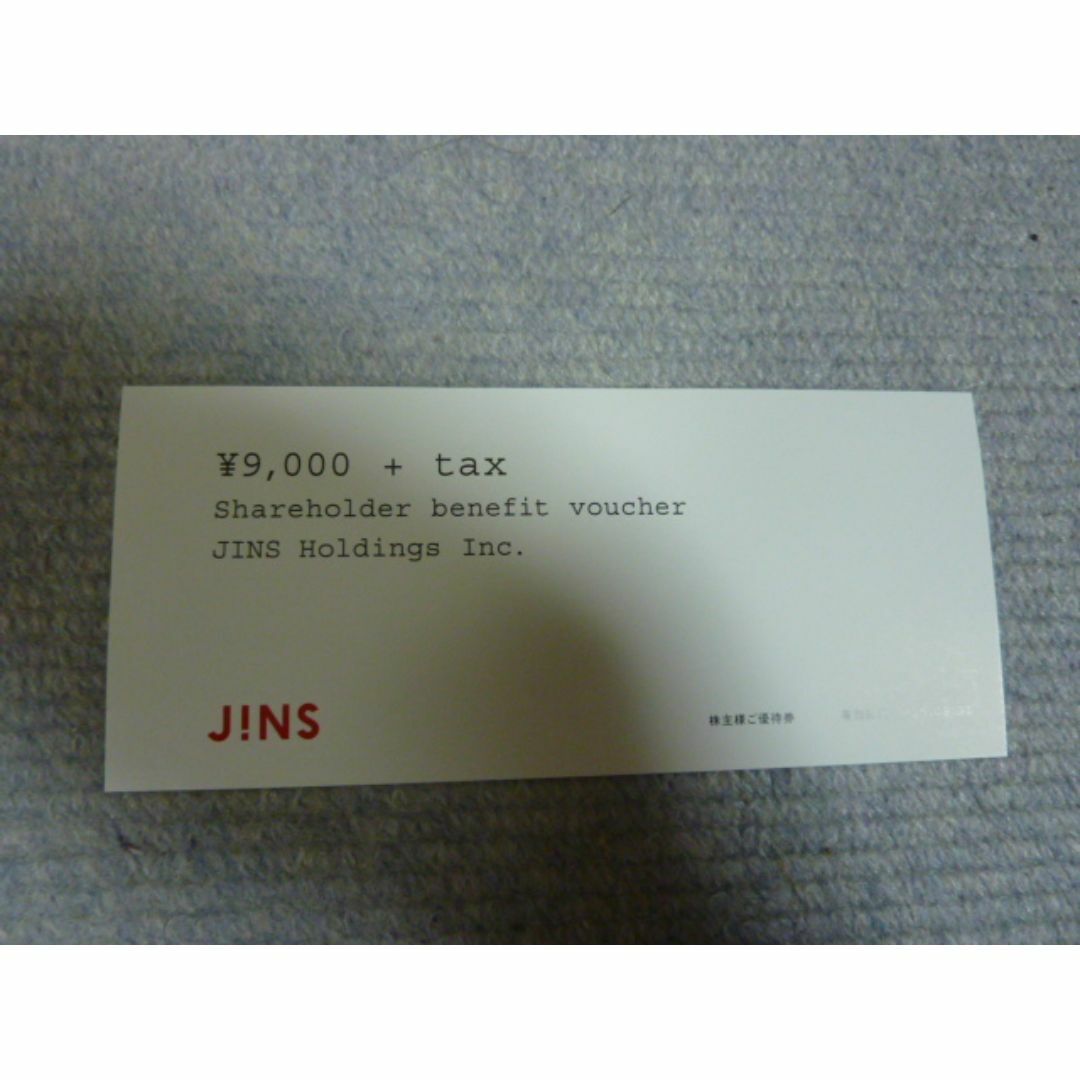 ¥9,000 + tax
Shareholder benefit voucher
JINS Holdings Inc.
J!NS
株主様ご優待券